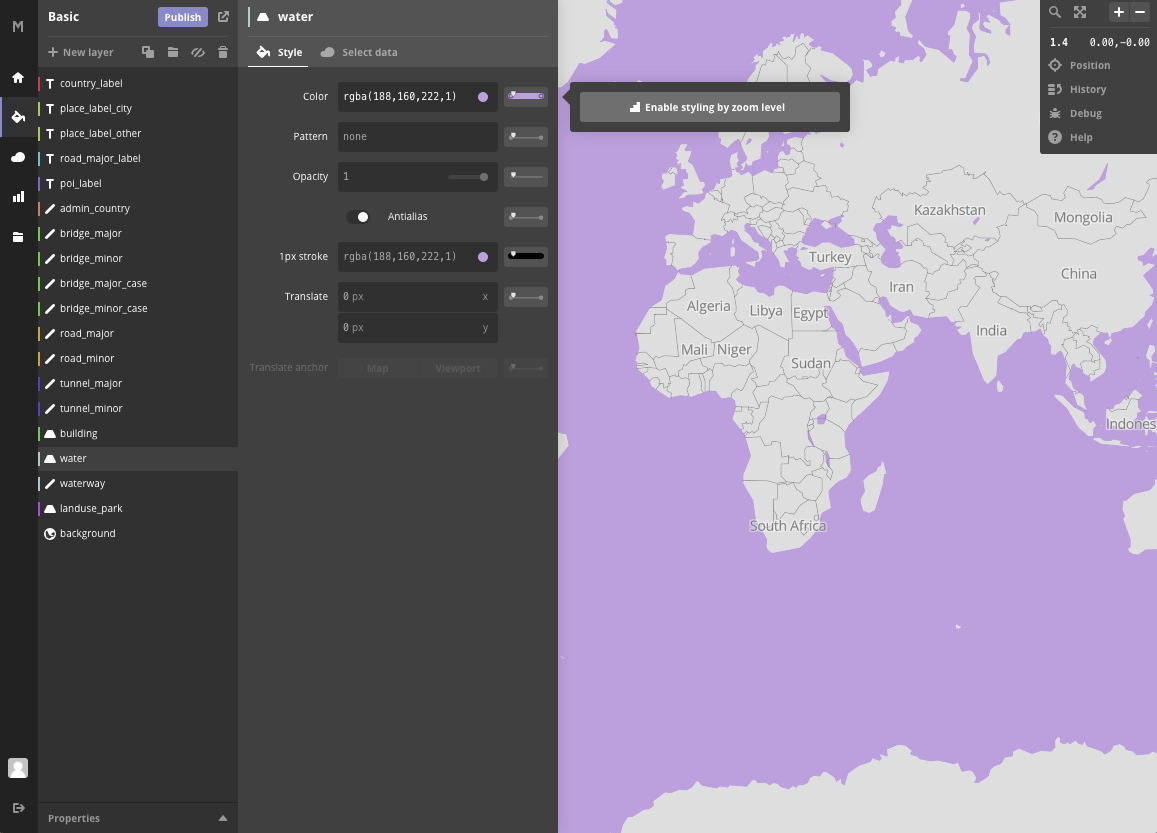 M
Basic
Publish
New layer
country_label
place_label_city
place_label_other
road_major_label
poi_label
admin_country
bridge_major
bridge_minor
bridge_major_case
bridge_minor_case
road_major
road_minor
tunnel_major
tunnel_minor
building
water
waterway
landuse_park
background
Properties
water
Style
Select data
Color
rgba(188,160,222,1)
Pattern
none
Opacity
1
Antialias
1px stroke
rgba(188,160,222,1)
Translate
0 px x
0 px y
Translate anchor
Map
Viewport
Enable styling by zoom level
1.4 0.00,-0.00
Position
History
Debug
Help
Kazakhstan
Mongolia
Turkey
China
Iran
Algeria
Libya
Egypt
India
Mali
Niger
Sudan
Indones
South Africa